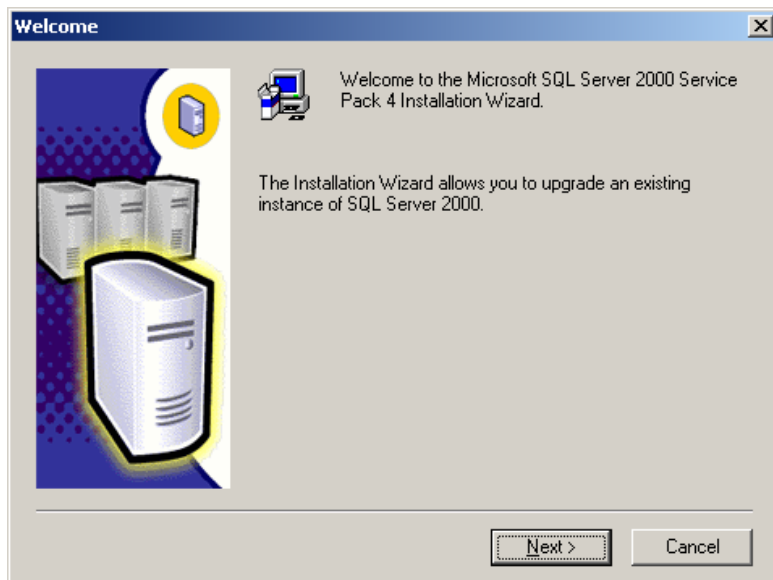 Welcome
Welcome to the Microsoft SQL Server 2000 Service
Pack 4 Installation Wizard.
The Installation Wizard allows you to upgrade an existing
instance of SQL Server 2000.
Next >
Cancel